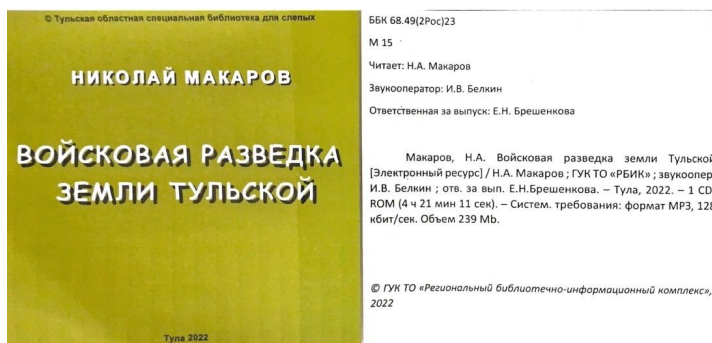 © Тульская областная специальная библиотека для слепых
НИКОЛАЙ МАКАРОВ
ВОЙСКОВАЯ РАЗВЕДКА
ЗЕМЛИ ТУЛЬСКОЙ
Тула 2022
ББК 68.49(2Рос)23
М 15
Читает: Н.А. Макаров
Звукооператор: И.В. Белкин
Ответственная за выпуск: Е.Н. Брешенкова
Макаров, Н.А. Войсковая разведка земли Тульской
[Электронный ресурс] / Н.А. Макаров ; ГУК ТО «РБИК» ; звукоопер
И.В. Белкин ; отв. за вып. Е.Н.Брешенкова. – Тула, 2022. – 1 CD
ROM (4 ч 21 мин 11 сек). – Систем. требования: формат MP3, 128
кбит/сек. Объем 239 Mb.
© ГУК ТО «Региональный библиотечно-информационный комплекс»,
2022